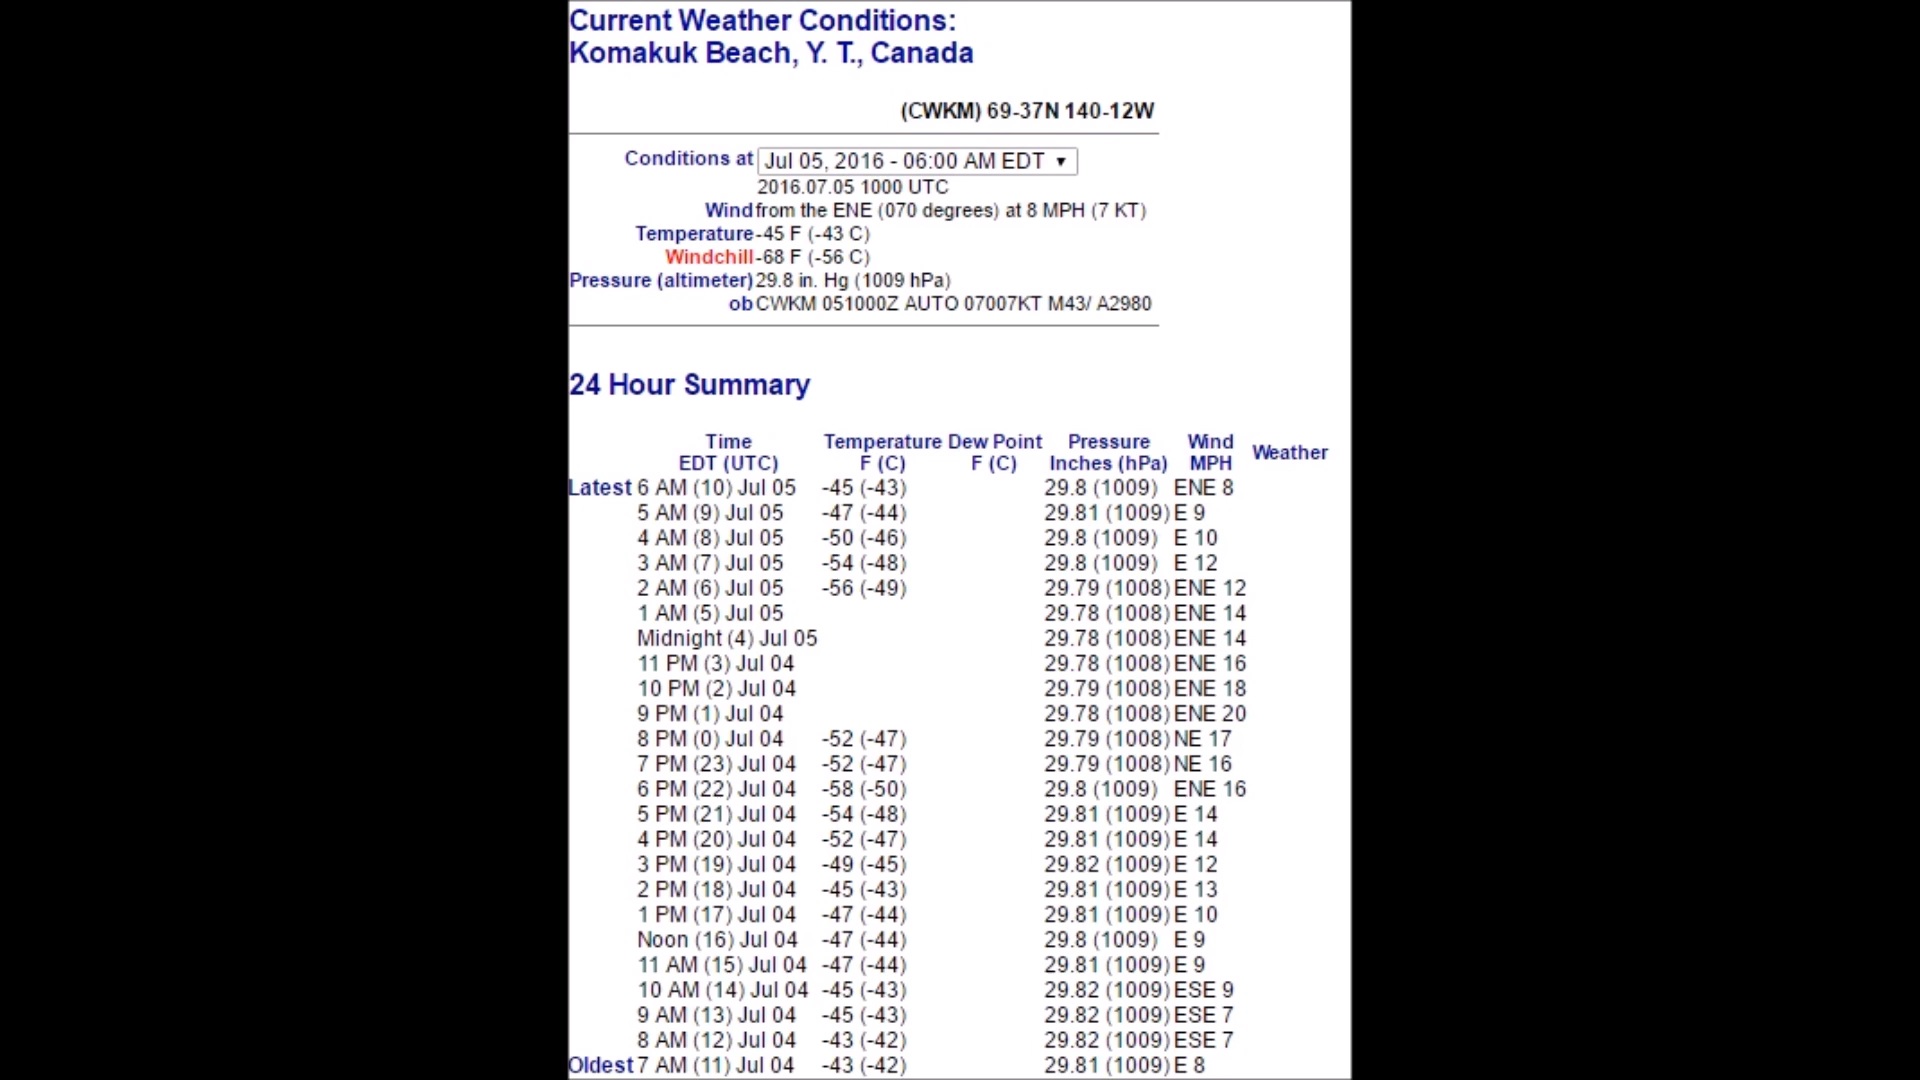 Current Weather Conditions:
Komakuk Beach, Y. T., Canada
(CWKM) 69-37N 140-12W
Conditions at Jul 05, 2016 - 06:00 AM EDT ▼
2016.07.05 1000 UTC
Wind from the ENE (070 degrees) at 8 MPH (7 KT)
Temperature -45 F (-43 C)
Windchill -68 F (-56 C)
Pressure (altimeter) 29.8 in. Hg (1009 hPa)
ob CWKM 051000Z AUTO 07007KT M43/ A2980
24 Hour Summary
Time Temperature Dew Point Pressure Wind Weather
EDT (UTC) F (C) F (C) Inches (hPa) MPH
Latest 6 AM (10) Jul 05 -45 (-43) 29.8 (1009) ENE 8
5 AM (9) Jul 05 -47 (-44) 29.81 (1009) E 9
4 AM (8) Jul 05 -50 (-46) 29.8 (1009) E 10
3 AM (7) Jul 05 -54 (-48) 29.8 (1009) E 12
2 AM (6) Jul 05 -56 (-49) 29.79 (1008) ENE 12
1 AM (5) Jul 05 29.78 (1008) ENE 14
Midnight (4) Jul 05 29.78 (1008) ENE 14
11 PM (3) Jul 04 29.78 (1008) ENE 16
10 PM (2) Jul 04 29.79 (1008) ENE 18
9 PM (1) Jul 04 29.78 (1008) ENE 20
8 PM (0) Jul 04 -52 (-47) 29.79 (1008) NE 17
7 PM (23) Jul 04 -52 (-47) 29.79 (1008) NE 16
6 PM (22) Jul 04 -58 (-50) 29.8 (1009) ENE 16
5 PM (21) Jul 04 -54 (-48) 29.81 (1009) E 14
4 PM (20) Jul 04 -52 (-47) 29.81 (1009) E 14
3 PM (19) Jul 04 -49 (-45) 29.82 (1009) E 12
2 PM (18) Jul 04 -45 (-43) 29.81 (1009) E 13
1 PM (17) Jul 04 -47 (-44) 29.81 (1009) E 10
Noon (16) Jul 04 -47 (-44) 29.8 (1009) E 9
11 AM (15) Jul 04 -47 (-44) 29.81 (1009) E 9
10 AM (14) Jul 04 -45 (-43) 29.82 (1009) ESE 9
9 AM (13) Jul 04 -45 (-43) 29.82 (1009) ESE 7
8 AM (12) Jul 04 -43 (-42) 29.82 (1009) ESE 7
Oldest 7 AM (11) Jul 04 -43 (-42) 29.81 (1009) E 8